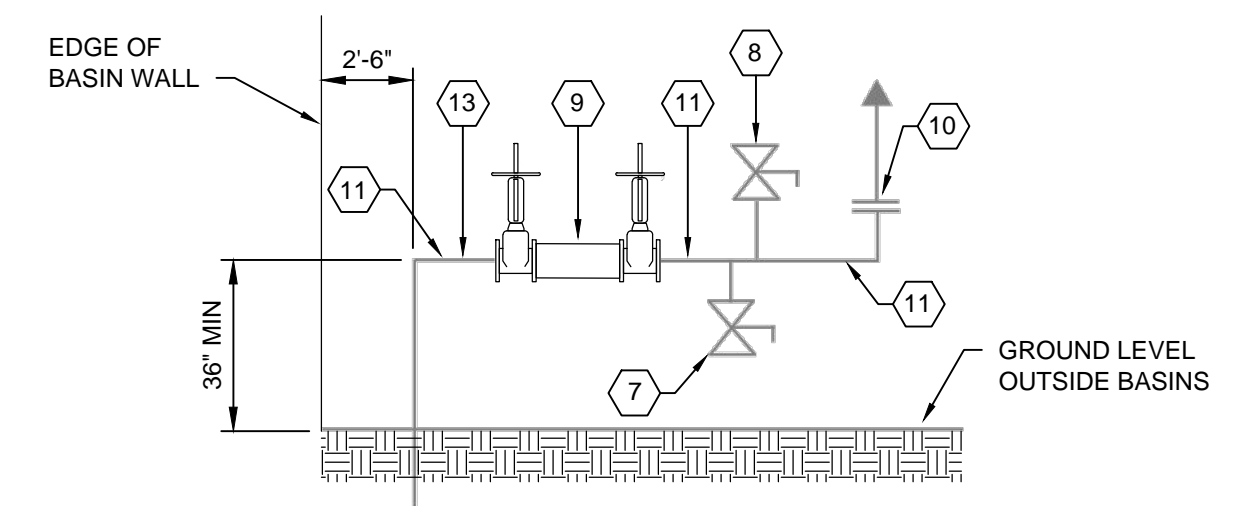 EDGE OF
BASIN WALL
2'-6"
13
9
11
8
10
11
11
36" MIN
7
GROUND LEVEL
OUTSIDE BASINS